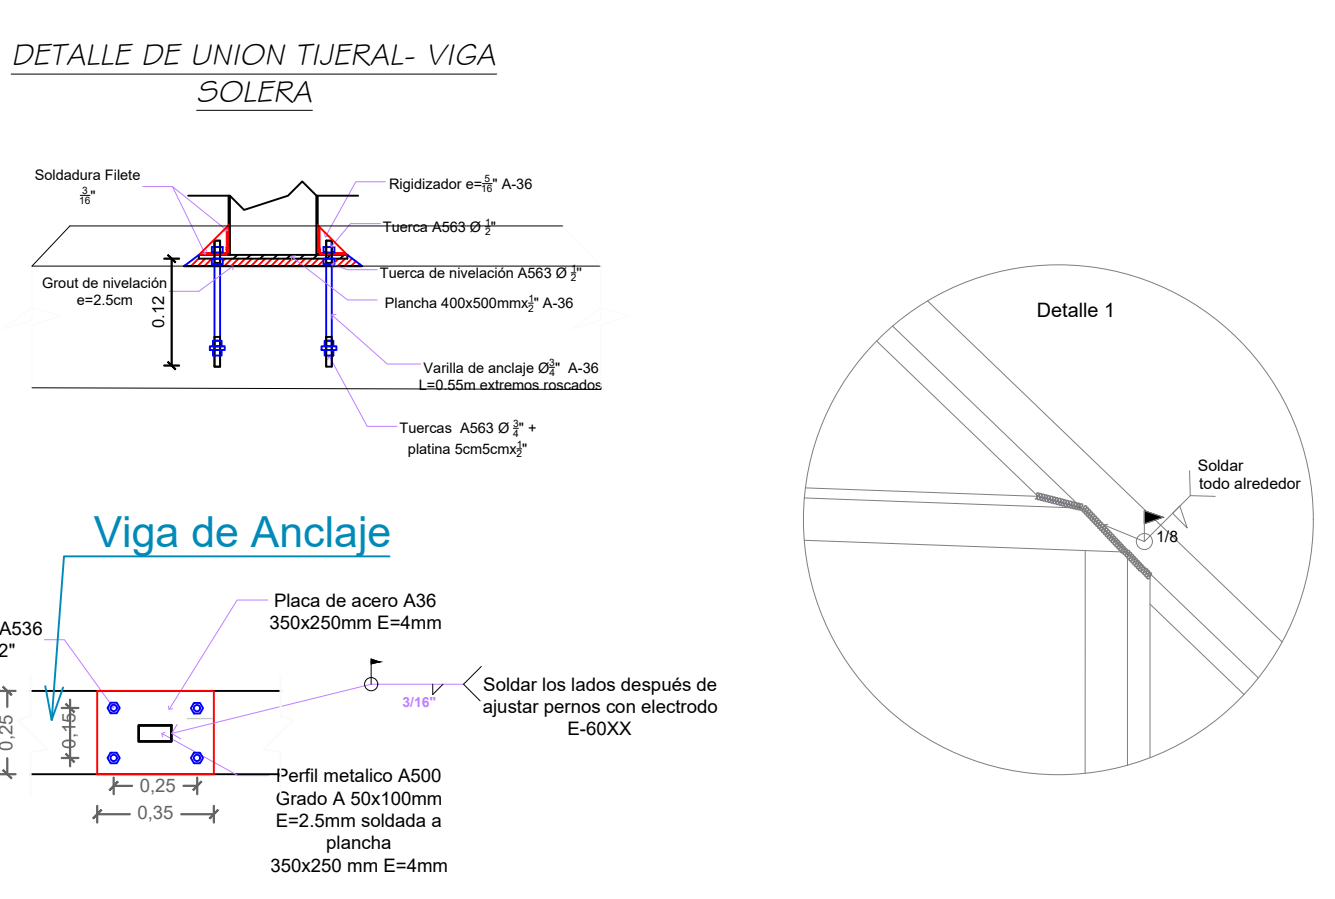 DETALLE DE UNION TIJERAL- VIGA
SOLERA
Soldadura Filete
3/16"
Rigidizador e=5/16" A-36
Tuerca A563 Ø 1/2"
Tuerca de nivelación A563 Ø 1/2"
Grout de nivelación
e=2.5cm
0.12
Plancha 400x500mmx1/2" A-36
Varilla de anclaje Ø3/4" A-36
L=0.55m extremos roscados
Tuercas A563 Ø 3/4" +
platina 5cm5cmx1/2"
Detalle 1
Soldar
todo alrededor
1/8
Viga de Anclaje
Placa de acero A36
350x250mm E=4mm
A536
2"
3/16"
Soldar los lados después de
ajustar pernos con electrodo
E-60XX
0,25
0,15
0,25
0,35
Perfil metalico A500
Grado A 50x100mm
E=2.5mm soldada a
plancha
350x250 mm E=4mm